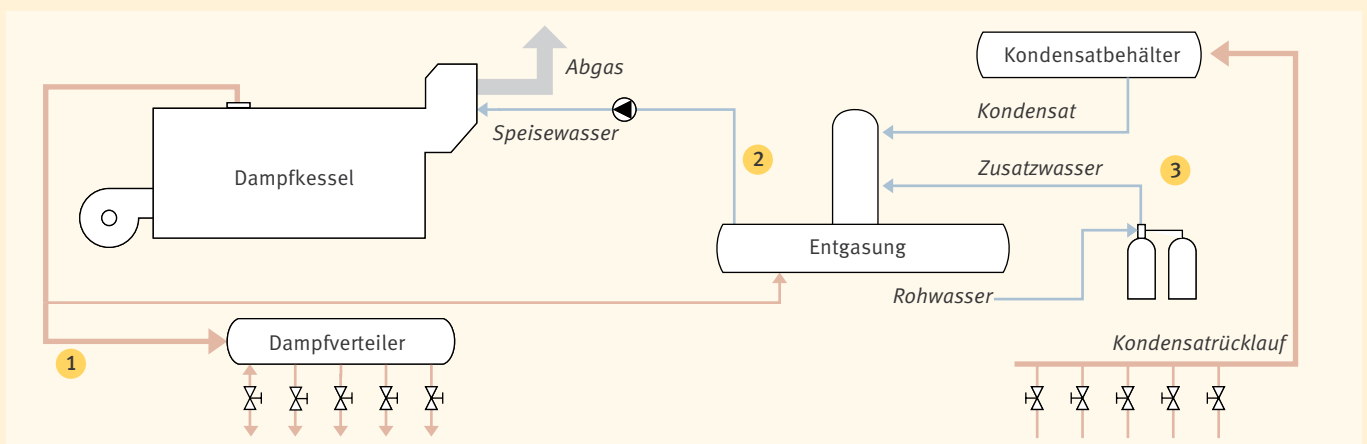 Abgas
Kondensatbehälter
Speisewasser
Kondensat
2
Zusatzwasser
3
Dampfkessel
Entgasung
Rohwasser
1
Dampfverteiler
Kondensatrücklauf